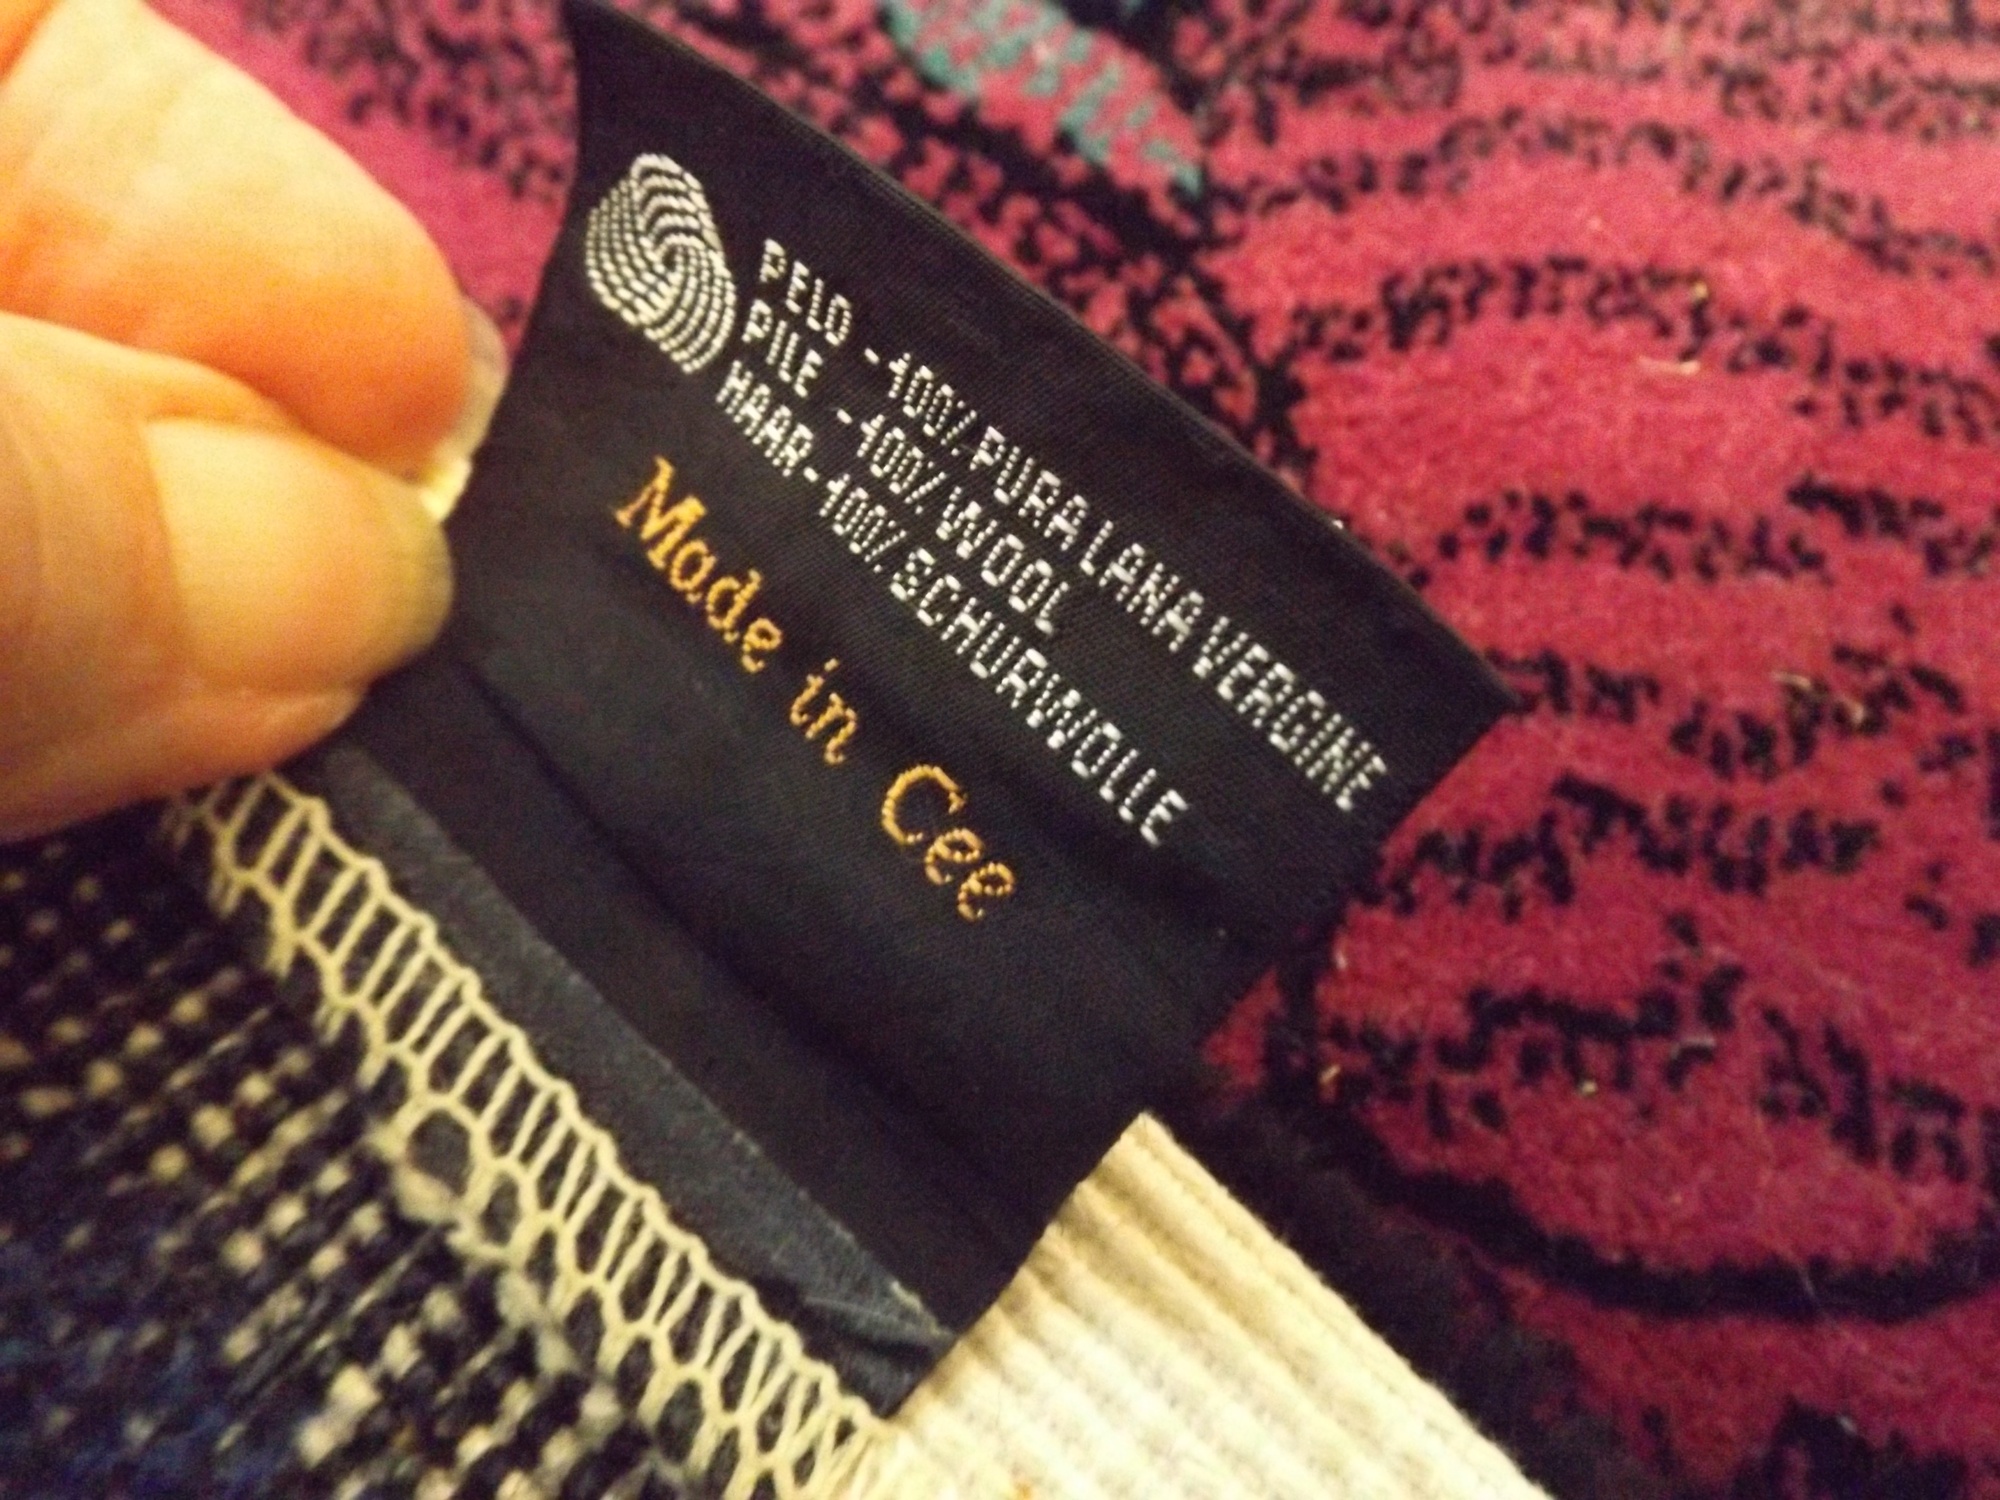 PELO -100% PURA LANA VERGINE
PILE -100% WOOL
HAAR-100% SCHURWOLLE
Made in Cee